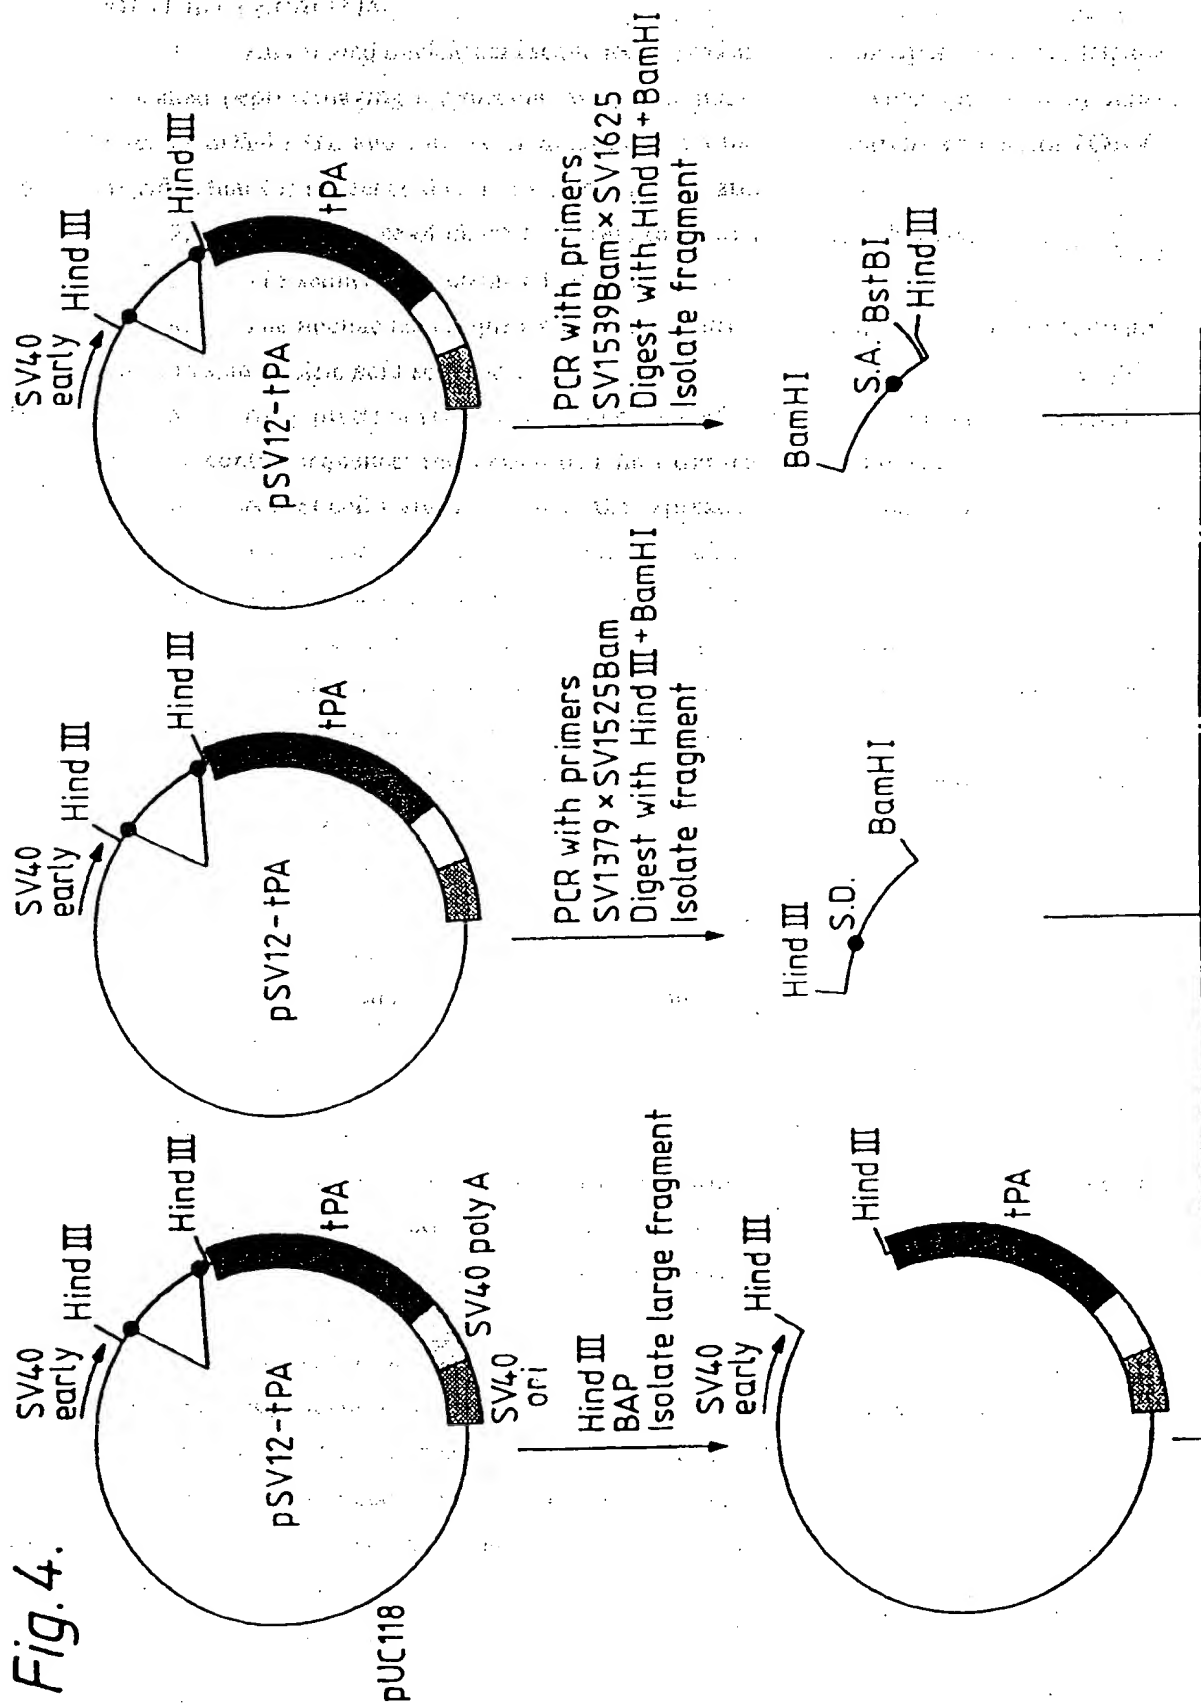 Fig. 4.
SV40
early
Hind III
Hind III
pSV12-tPA
tPA
SV40 poly A
SV40
ori
pUC118
SV40
early
Hind III
Hind III
pSV12-tPA
tPA
SV40
early
Hind III
Hind III
pSV12-tPA
tPA
Hind III
BAP
Isolate large fragment
PCR with primers
SV1379 × SV1525Bam
Digest with Hind III + BamHI
Isolate fragment
PCR with primers
SV1539Bam × SV1625
Digest with Hind III + BamHI
Isolate fragment
SV40
early
Hind III
Hind III
tPA
Hind III
S.D.
BamHI
BamHI
S.A.
BstBI
Hind III